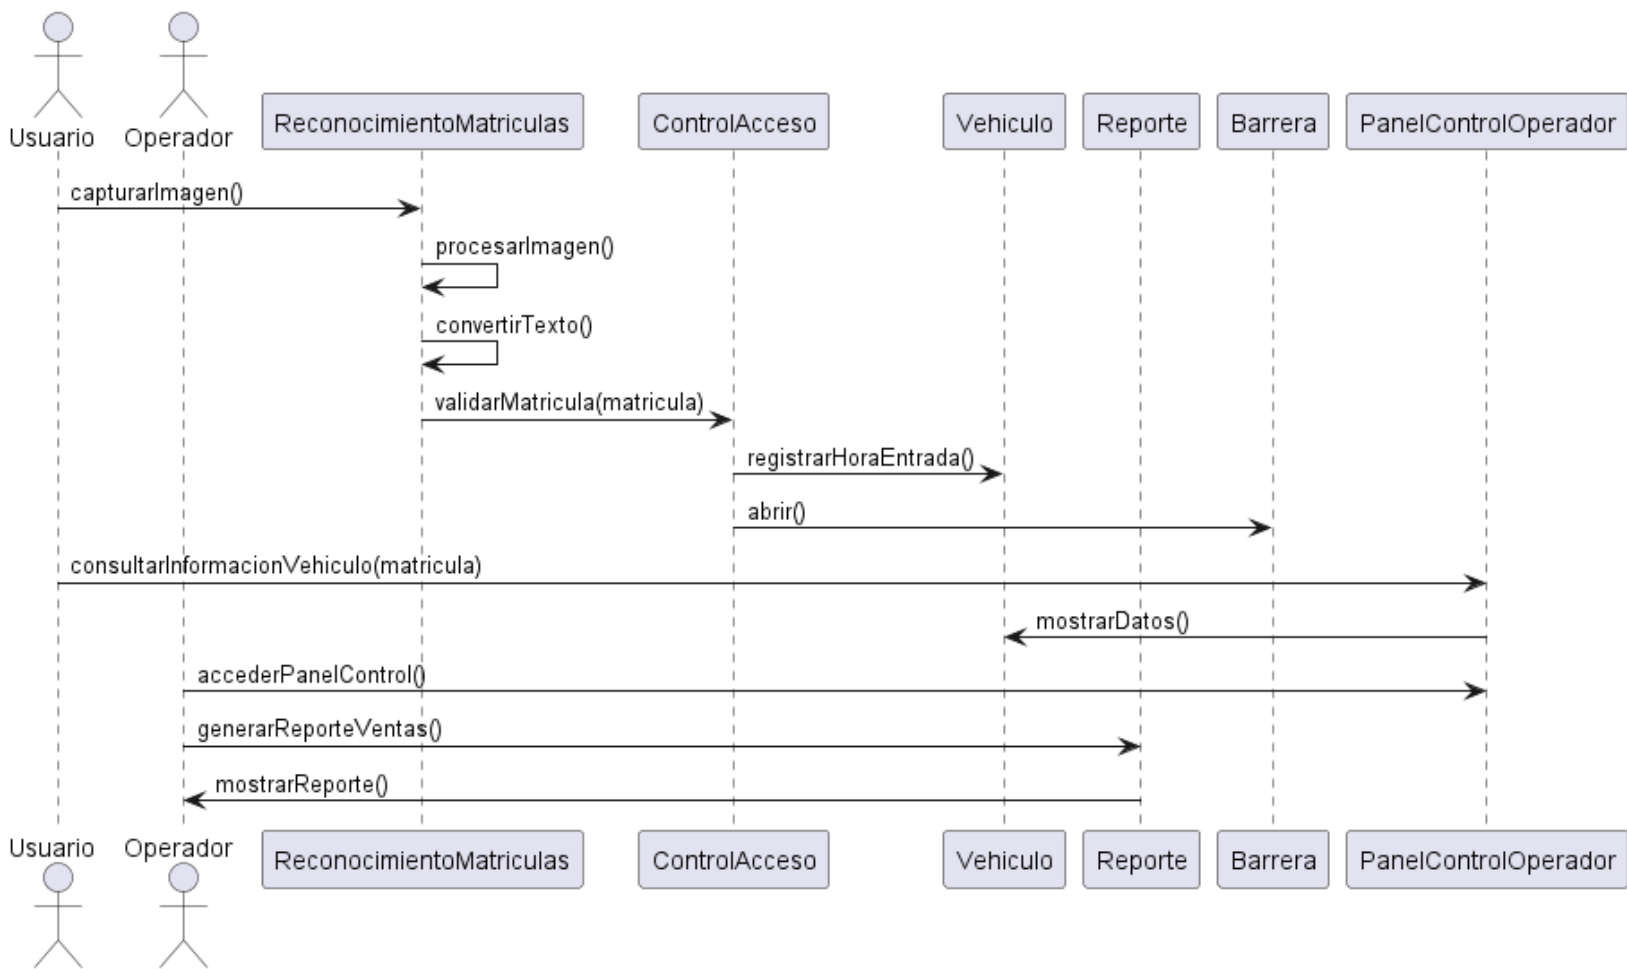 Usuario
Operador
ReconocimientoMatriculas
ControlAcceso
Vehiculo
Reporte
Barrera
PanelControlOperador
capturarImagen()
procesarImagen()
convertirTexto()
validarMatricula(matricula)
registrarHoraEntrada()
abrir()
consultarInformacionVehiculo(matricula)
mostrarDatos()
accederPanelControl()
generarReporteVentas()
mostrarReporte()
Usuario
Operador
ReconocimientoMatriculas
ControlAcceso
Vehiculo
Reporte
Barrera
PanelControlOperador